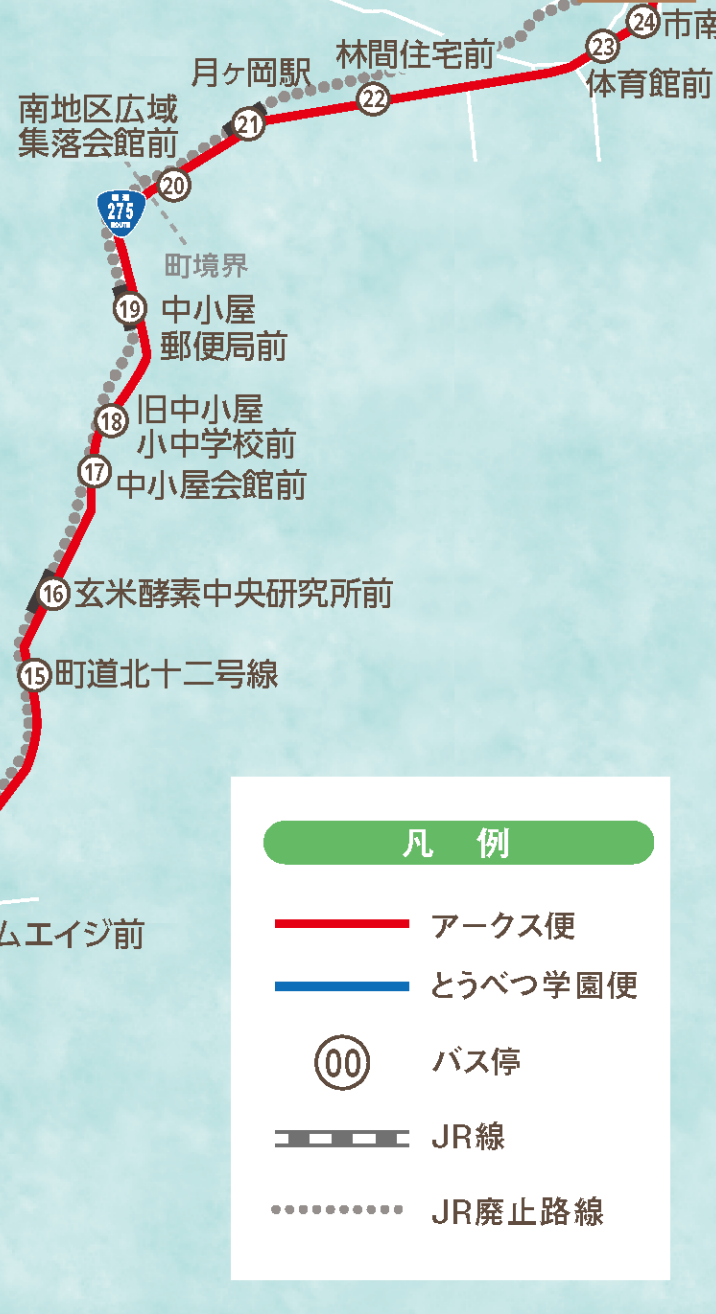 24 市南
23
体育館前
林間住宅前
22
月ヶ岡駅
21
南地区広域
集落会館前
20
275
ROUTE
町境界
19 中小屋
郵便局前
18 旧中小屋
小中学校前
17 中小屋会館前
16 玄米酵素中央研究所前
15 町道北十二号線
ムエイジ前
凡 例
アークス便
とうべつ学園便
00 バス停
JR線
JR廃止路線